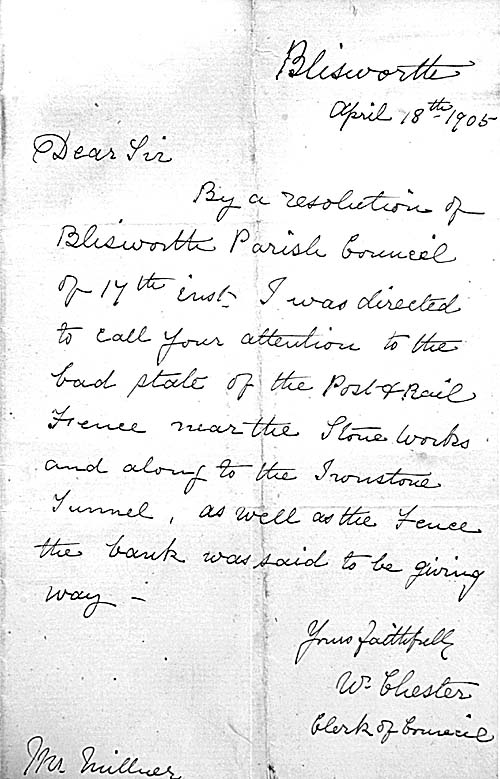 Blisworth
April 18th 1905
Dear Sir
By a resolution of
Blisworth Parish Council
of 17th inst. I was directed
to call your attention to the
bad state of the Post & Rail
Fence near the Stone Works
and along to the Ironstone
Tunnel, as well as the Fence
the bank was said to be giving
way –
Yours faithfully
Wm Chester
Clerk of Council
Mr Millner